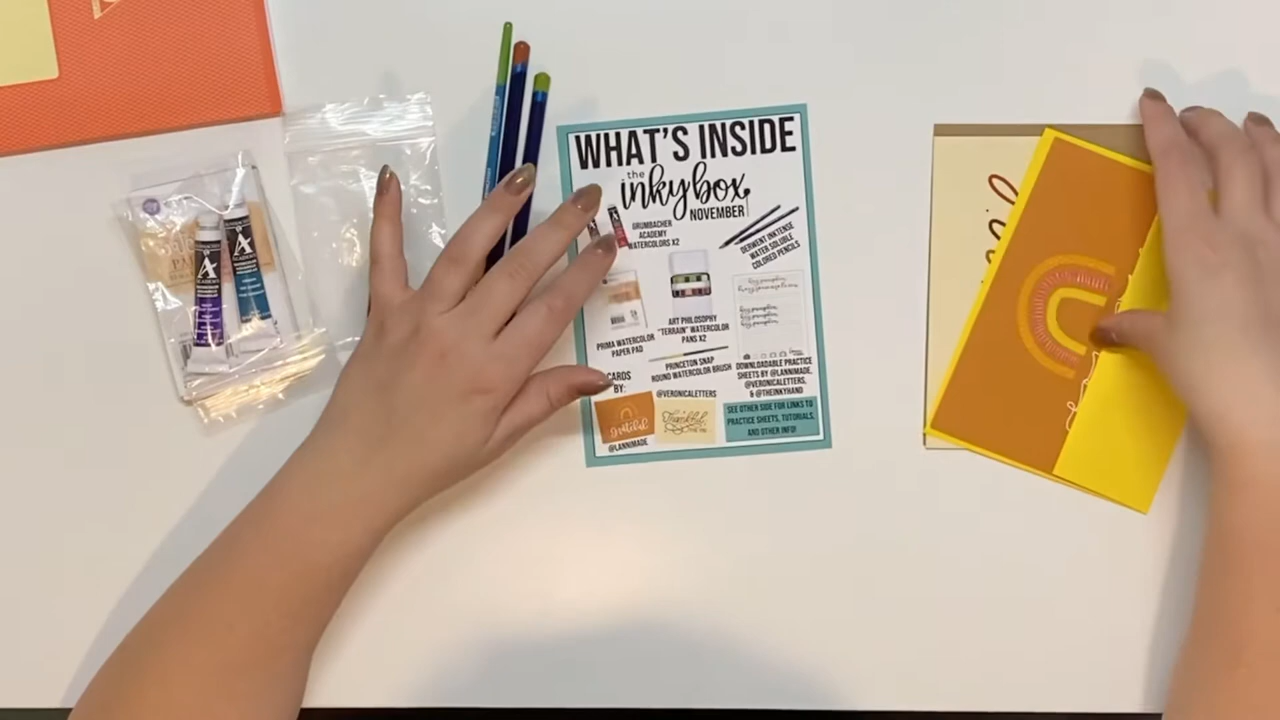 WHAT'S INSIDE
the
inkybox
NOVEMBER
GRUMBACHER
ACADEMY
WATERCOLORS X2
DERWENT INKTENSE
WATER SOLUBLE
COLORED PENCILS
PRIMA WATERCOLOR
PAPER PAD
ART PHILOSOPHY
"TERRAIN" WATERCOLOR
PANS X2
PRINCETON SNAP
ROUND WATERCOLOR BRUSH
DOWNLOADABLE PRACTICE
SHEETS BY @LANNIMADE,
@VERONICALETTERS,
& @THEINKYHAND
CARDS
BY:
@VERONICALETTERS
grateful
Thankful
@LANNIMADE
SEE OTHER SIDE FOR LINKS TO
PRACTICE SHEETS, TUTORIALS,
AND OTHER INFO!
A
A